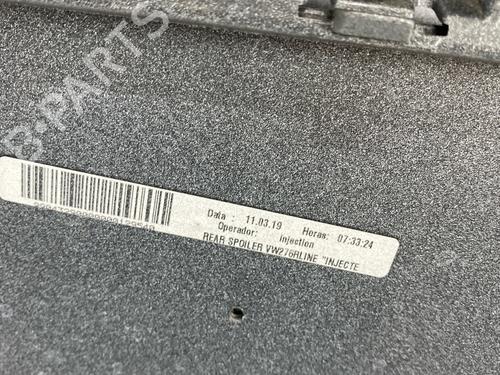 B-PARTS
Data : 11.03.19 Horas: 07:33:24
Operador: injection
REAR SPOILER VW276RLINE "INJECTE